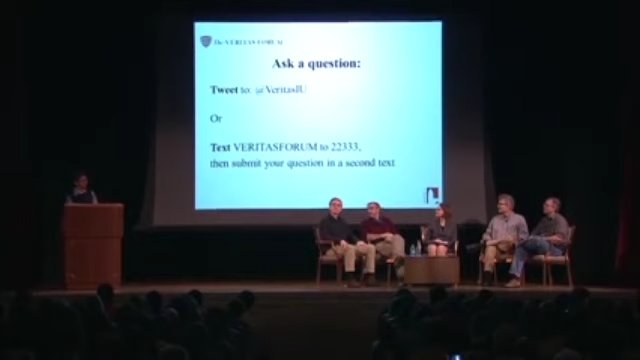 The VERITAS FORUM
Ask a question:
Tweet to: @VeritasIU
Or
Text VERITASFORUM to 22333,
then submit your question in a second text